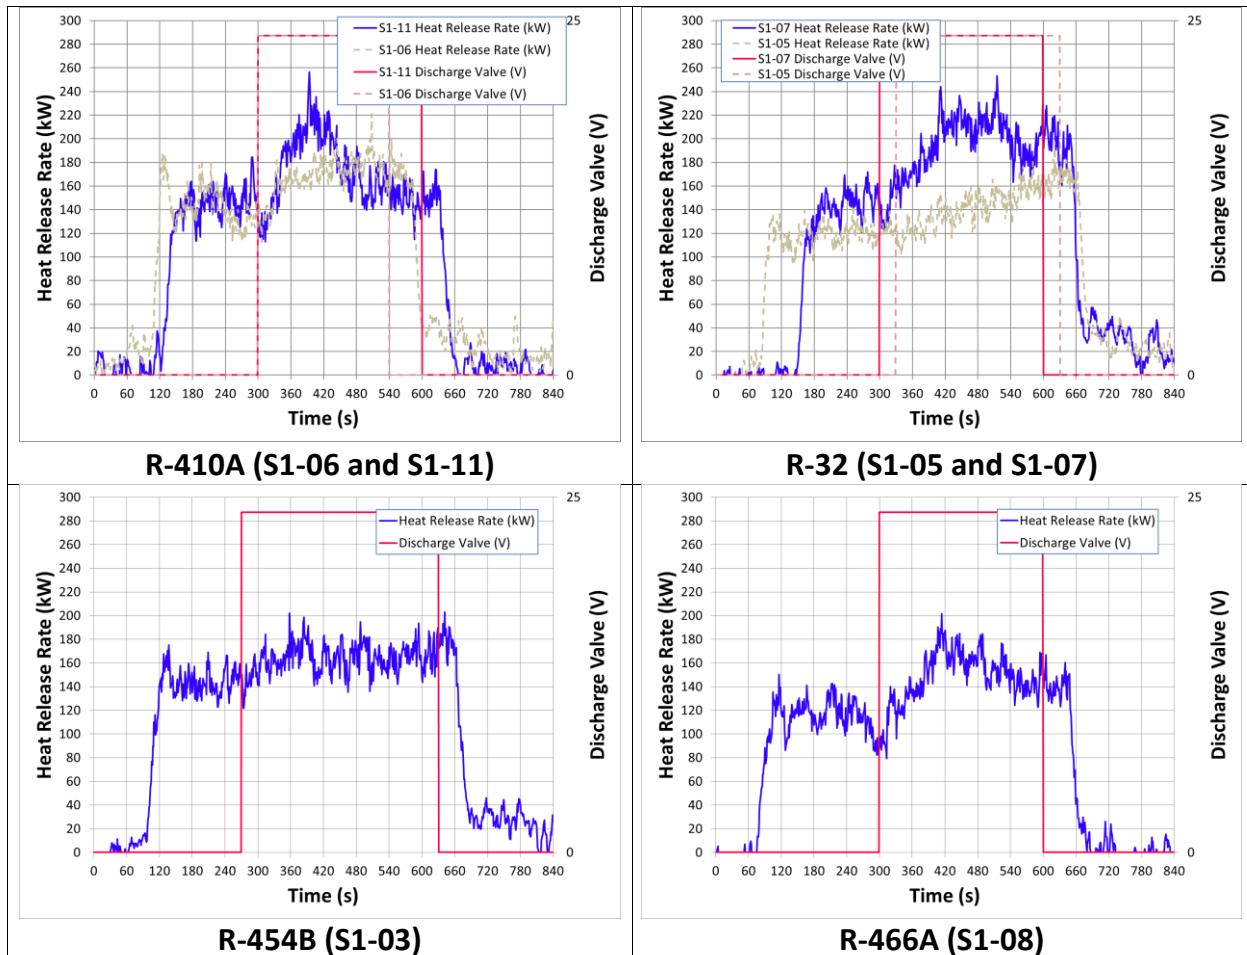 300
280
260
240
220
200
180
160
140
120
100
80
60
40
20
0
Heat Release Rate (kW)
S1-11 Heat Release Rate (kW)
S1-06 Heat Release Rate (kW)
S1-11 Discharge Valve (V)
S1-06 Discharge Valve (V)
25
0
Discharge Valve (V)
0 60 120 180 240 300 360 420 480 540 600 660 720 780 840
Time (s)
R-410A (S1-06 and S1-11)
300
280
260
240
220
200
180
160
140
120
100
80
60
40
20
0
Heat Release Rate (kW)
S1-07 Heat Release Rate (kW)
S1-05 Heat Release Rate (kW)
S1-07 Discharge Valve (V)
S1-05 Discharge Valve (V)
25
0
Discharge Valve (V)
0 60 120 180 240 300 360 420 480 540 600 660 720 780 840
Time (s)
R-32 (S1-05 and S1-07)
300
280
260
240
220
200
180
160
140
120
100
80
60
40
20
0
Heat Release Rate (kW)
Heat Release Rate (kW)
Discharge Valve (V)
25
0
Discharge Valve (V)
0 60 120 180 240 300 360 420 480 540 600 660 720 780 840
Time (s)
R-454B (S1-03)
300
280
260
240
220
200
180
160
140
120
100
80
60
40
20
0
Heat Release Rate (kW)
Heat Release Rate (kW)
Discharge Valve (V)
25
0
Discharge Valve (V)
0 60 120 180 240 300 360 420 480 540 600 660 720 780 840
Time (s)
R-466A (S1-08)